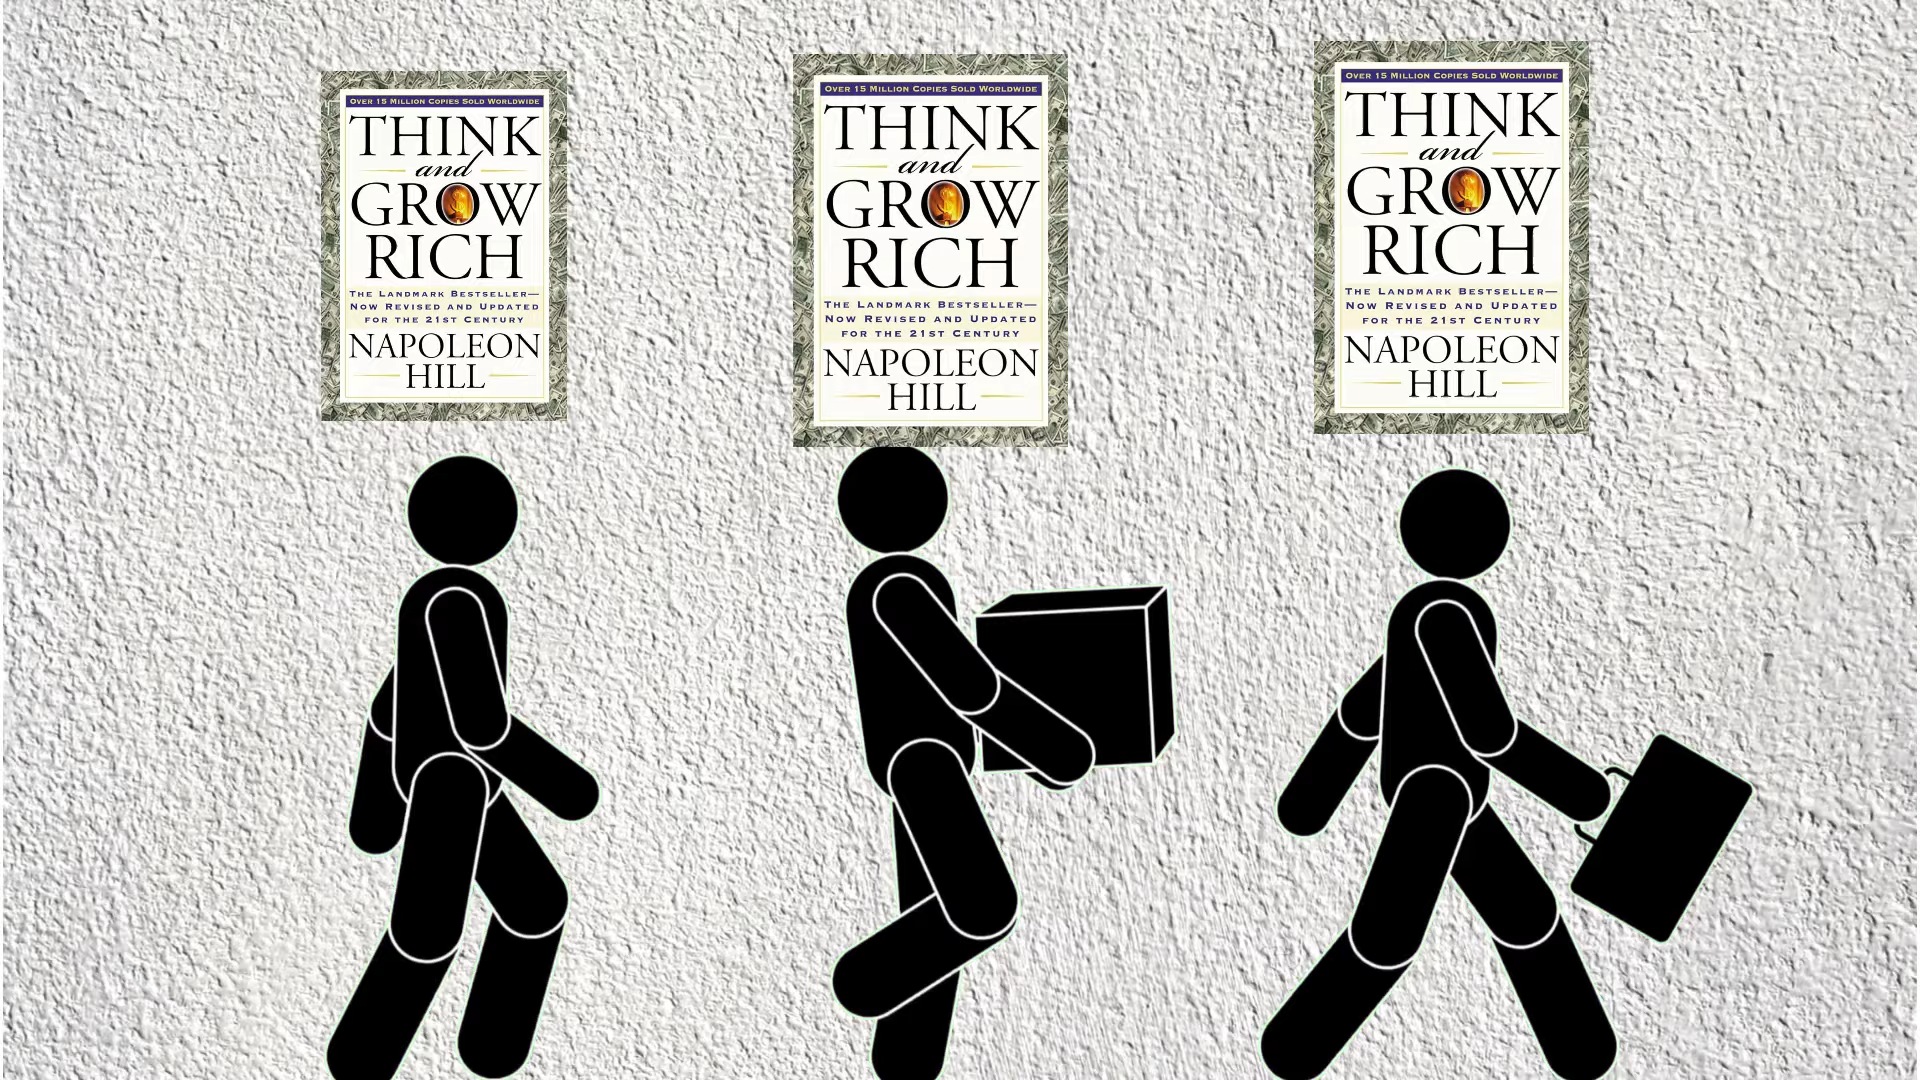 OVER 15 MILLION COPIES SOLD WORLDWIDE
THINK
and
GROW
RICH
THE LANDMARK BESTSELLER—
NOW REVISED AND UPDATED
FOR THE 21ST CENTURY
NAPOLEON
HILL
OVER 15 MILLION COPIES SOLD WORLDWIDE
THINK
and
GROW
RICH
THE LANDMARK BESTSELLER—
NOW REVISED AND UPDATED
FOR THE 21ST CENTURY
NAPOLEON
HILL
OVER 15 MILLION COPIES SOLD WORLDWIDE
THINK
and
GROW
RICH
THE LANDMARK BESTSELLER—
NOW REVISED AND UPDATED
FOR THE 21ST CENTURY
NAPOLEON
HILL